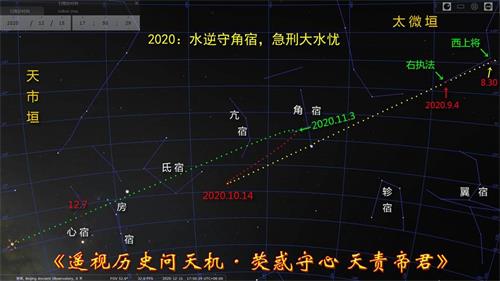 2020 / 12 / 15
17 : 50 : 29
2020：水逆守角宿，急刑大水忧
太微垣
西上将
右执法
8.30
2020.9.4
天
市
垣
亢
宿
角
宿
2020.11.3
氐 宿
2020.10.14
轸
宿
翼
宿
12.7
房
宿
心 宿
《遥视历史问天机·荧惑守心 天责帝君》